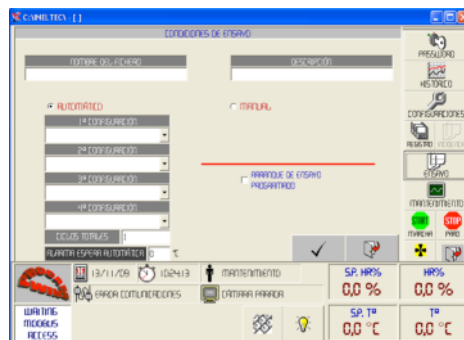 C:\INELTEC\ - [ ]
CONDICIONES DE ENSAYO
NOMBRE DEL FICHERO
DESCRIPCIÓN
AUTOMÁTICO
MANUAL
1ª CONFIGURACIÓN
2ª CONFIGURACIÓN
3ª CONFIGURACIÓN
4ª CONFIGURACIÓN
ARRANQUE DE ENSAYO
PROGRAMADO
CICLOS TOTALES
ALARMA ESPERA AUTOMÁTICA 0 ºC
PASSWORD
HISTÓRICO
CONFIGURACIONES
REGISTRO
ENSAYO
MANTENIMIENTO
START STOP
MARCHA PARO
13/11/09 10:24:13 MANTENIMIENTO
ERROR COMUNICACIONES CÁMARA PARADA
S.P. HR% HR%
0,0 % 0,0 %
WAITING
MODBUS
ACCESS
S.P. Tª Tª
0,0 °C 0,0 °C